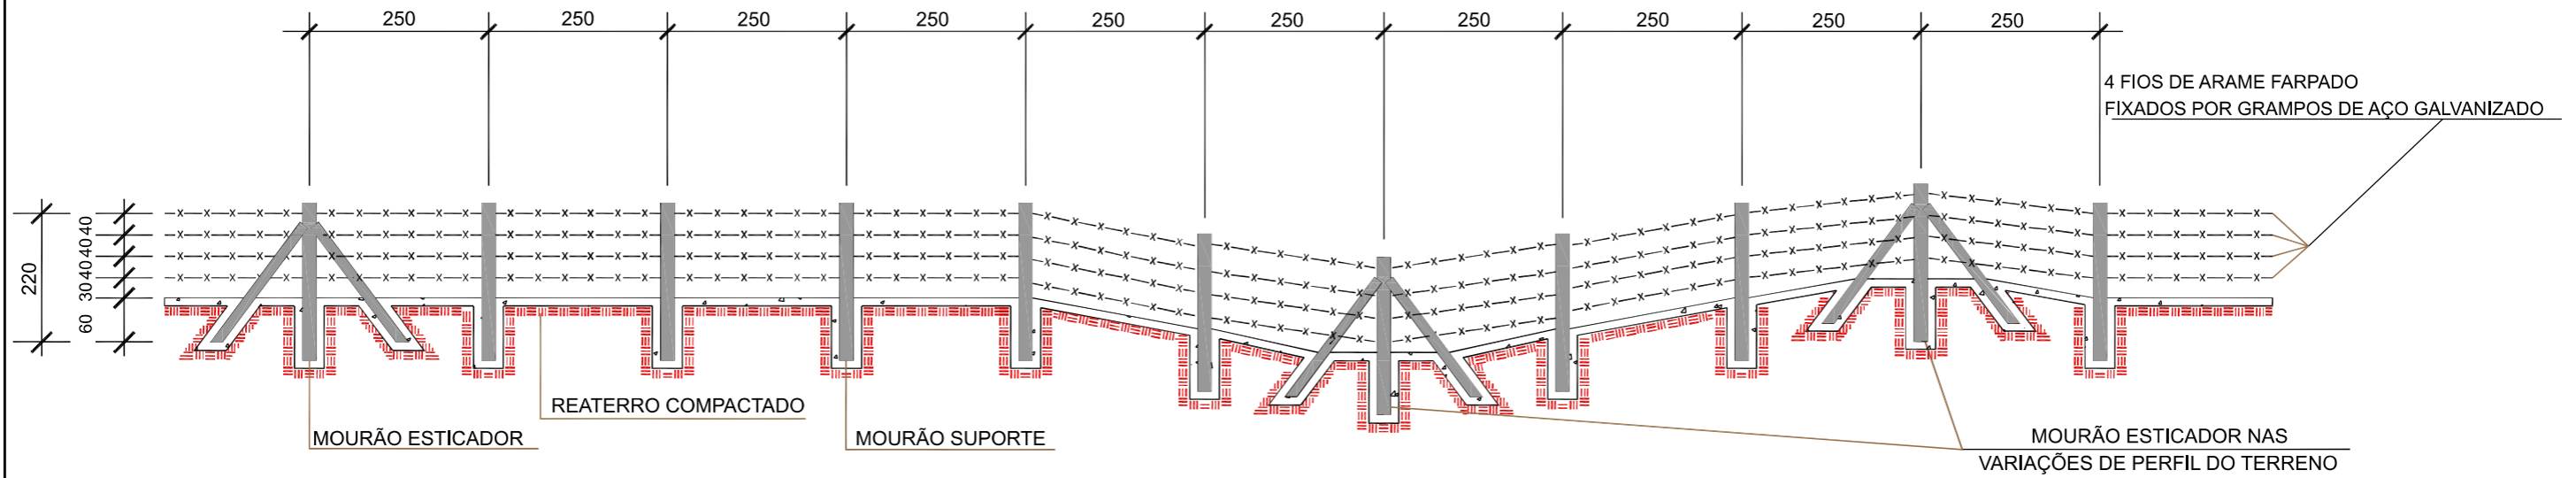 250 250 250 250 250 250 250 250 250 250
4 FIOS DE ARAME FARPADO
FIXADOS POR GRAMPOS DE AÇO GALVANIZADO
220
60 30 40 40 40
REATERRO COMPACTADO
MOURÃO ESTICADOR
MOURÃO SUPORTE
MOURÃO ESTICADOR NAS
VARIAÇÕES DE PERFIL DO TERRENO